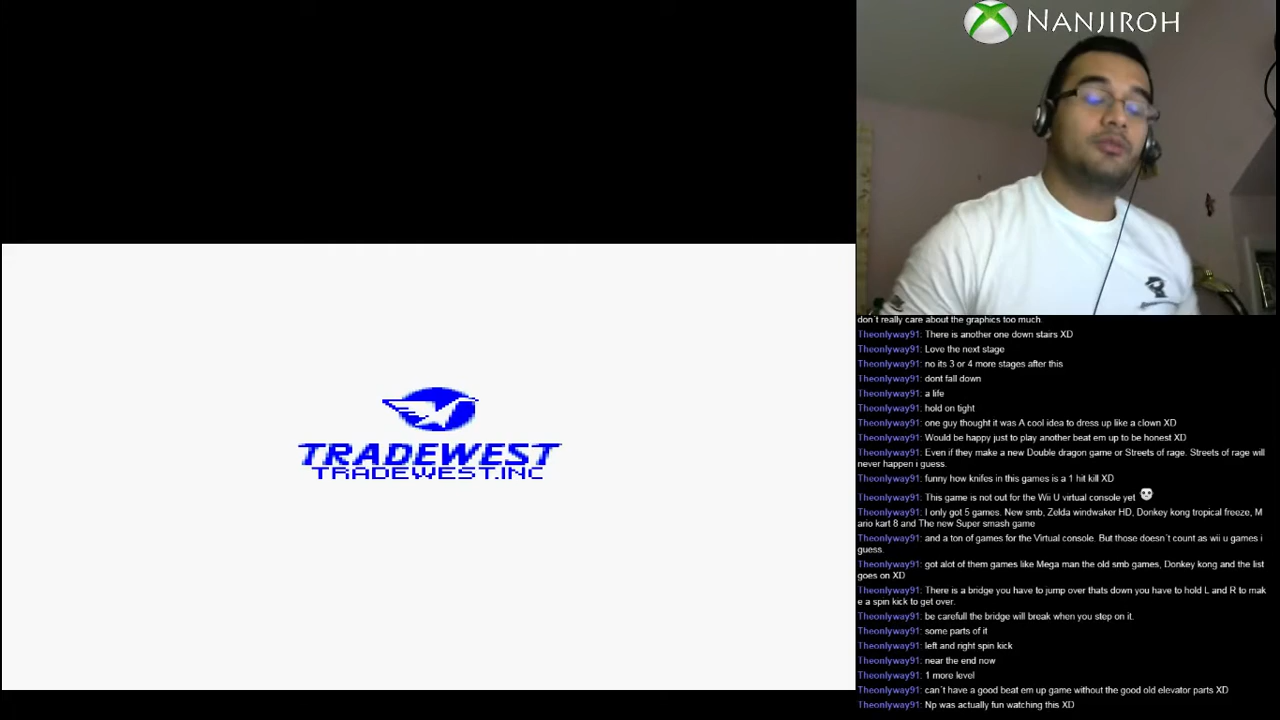 NANJIROH
TRADEWEST
TRADEWEST.INC
don´t really care about the graphics too much.
Theonlyway91: There is another one down stairs XD
Theonlyway91: Love the next stage
Theonlyway91: no its 3 or 4 more stages after this
Theonlyway91: dont fall down
Theonlyway91: a life
Theonlyway91: hold on tight
Theonlyway91: one guy thought it was A cool idea to dress up like a clown XD
Theonlyway91: Would be happy just to play another beat em up to be honest XD
Theonlyway91: Even if they make a new Double dragon game or Streets of rage. Streets of rage will
never happen i guess.
Theonlyway91: funny how knifes in this games is a 1 hit kill XD
Theonlyway91: This game is not out for the Wii U virtual console yet
Theonlyway91: I only got 5 games. New smb, Zelda windwaker HD, Donkey kong tropical freeze, M
ario kart 8 and The new Super smash game
Theonlyway91: and a ton of games for the Virtual console. But those doesn´t count as wii u games i
guess.
Theonlyway91: got alot of them games like Mega man the old smb games, Donkey kong and the list
goes on XD
Theonlyway91: There is a bridge you have to jump over thats down you have to hold L and R to mak
e a spin kick to get over.
Theonlyway91: be carefull the bridge will break when you step on it.
Theonlyway91: some parts of it
Theonlyway91: left and right spin kick
Theonlyway91: near the end now
Theonlyway91: 1 more level
Theonlyway91: can´t have a good beat em up game without the good old elevator parts XD
Theonlyway91: Np was actually fun watching this XD